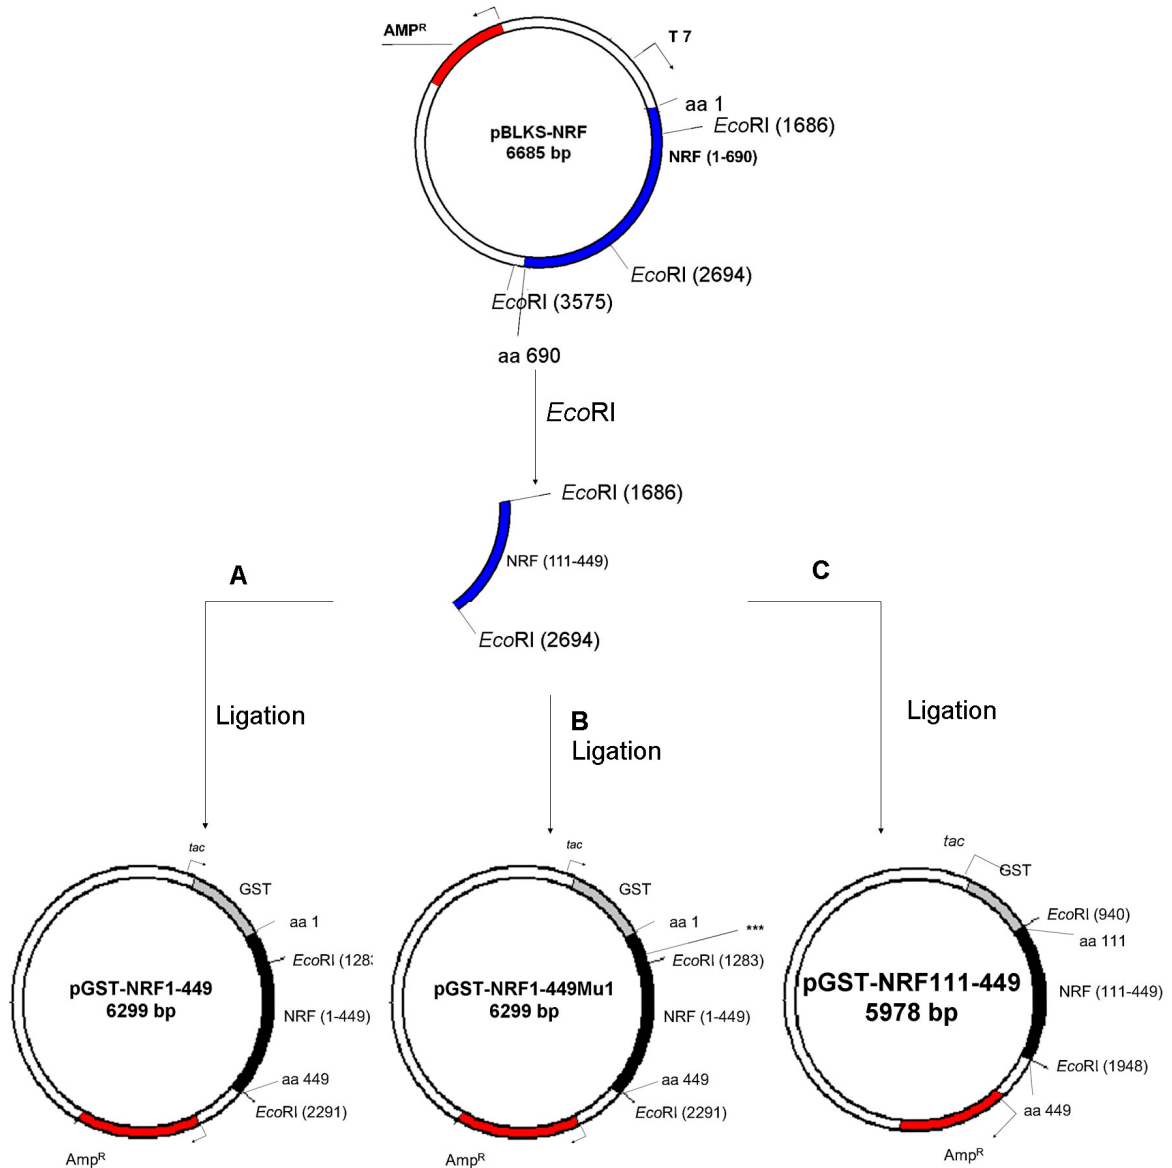 AMPᴿ
T 7
pBLKS-NRF
6685 bp
aa 1
EcoRI (1686)
NRF (1-690)
EcoRI (2694)
EcoRI (3575)
aa 690
EcoRI
EcoRI (1686)
NRF (111-449)
EcoRI (2694)
A
Ligation
B
Ligation
C
Ligation
tac
GST
aa 1
EcoRI (128
pGST-NRF1-449
6299 bp
NRF (1-449)
aa 449
EcoRI (2291)
Ampᴿ
tac
GST
aa 1
***
EcoRI (1283)
pGST-NRF1-449Mu1
6299 bp
NRF (1-449)
aa 449
EcoRI (2291)
Ampᴿ
tac
GST
EcoRI (940)
aa 111
pGST-NRF111-449
5978 bp
NRF (111-449)
EcoRI (1948)
aa 449
Ampᴿ